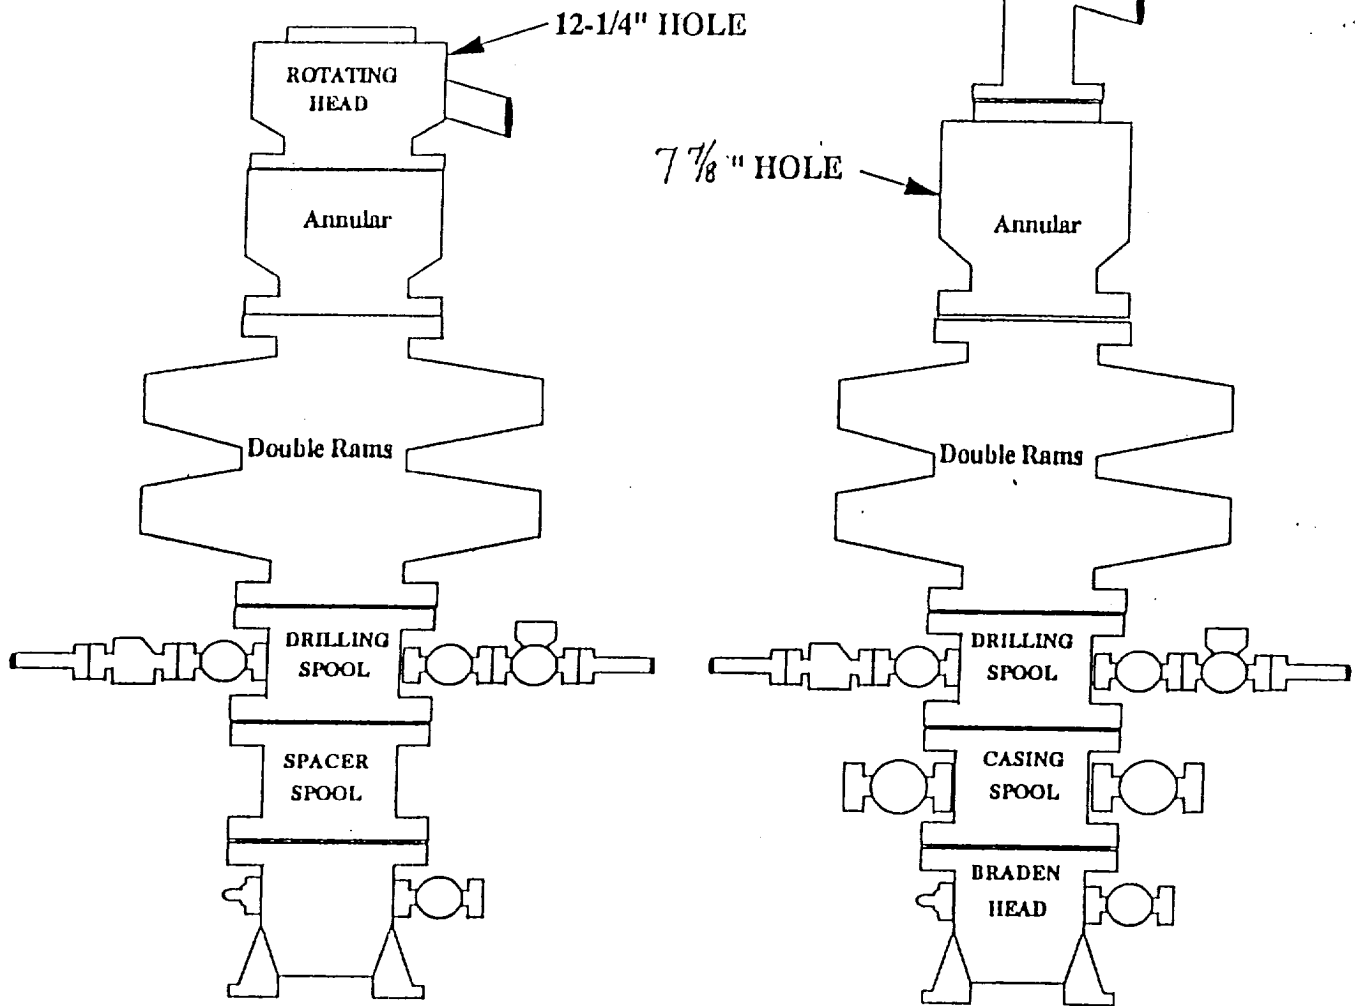 12-1/4" HOLE
ROTATING
HEAD
Annular
Double Rams
DRILLING
SPOOL
SPACER
SPOOL
7 7/8 " HOLE
Annular
Double Rams
DRILLING
SPOOL
CASING
SPOOL
BRADEN
HEAD